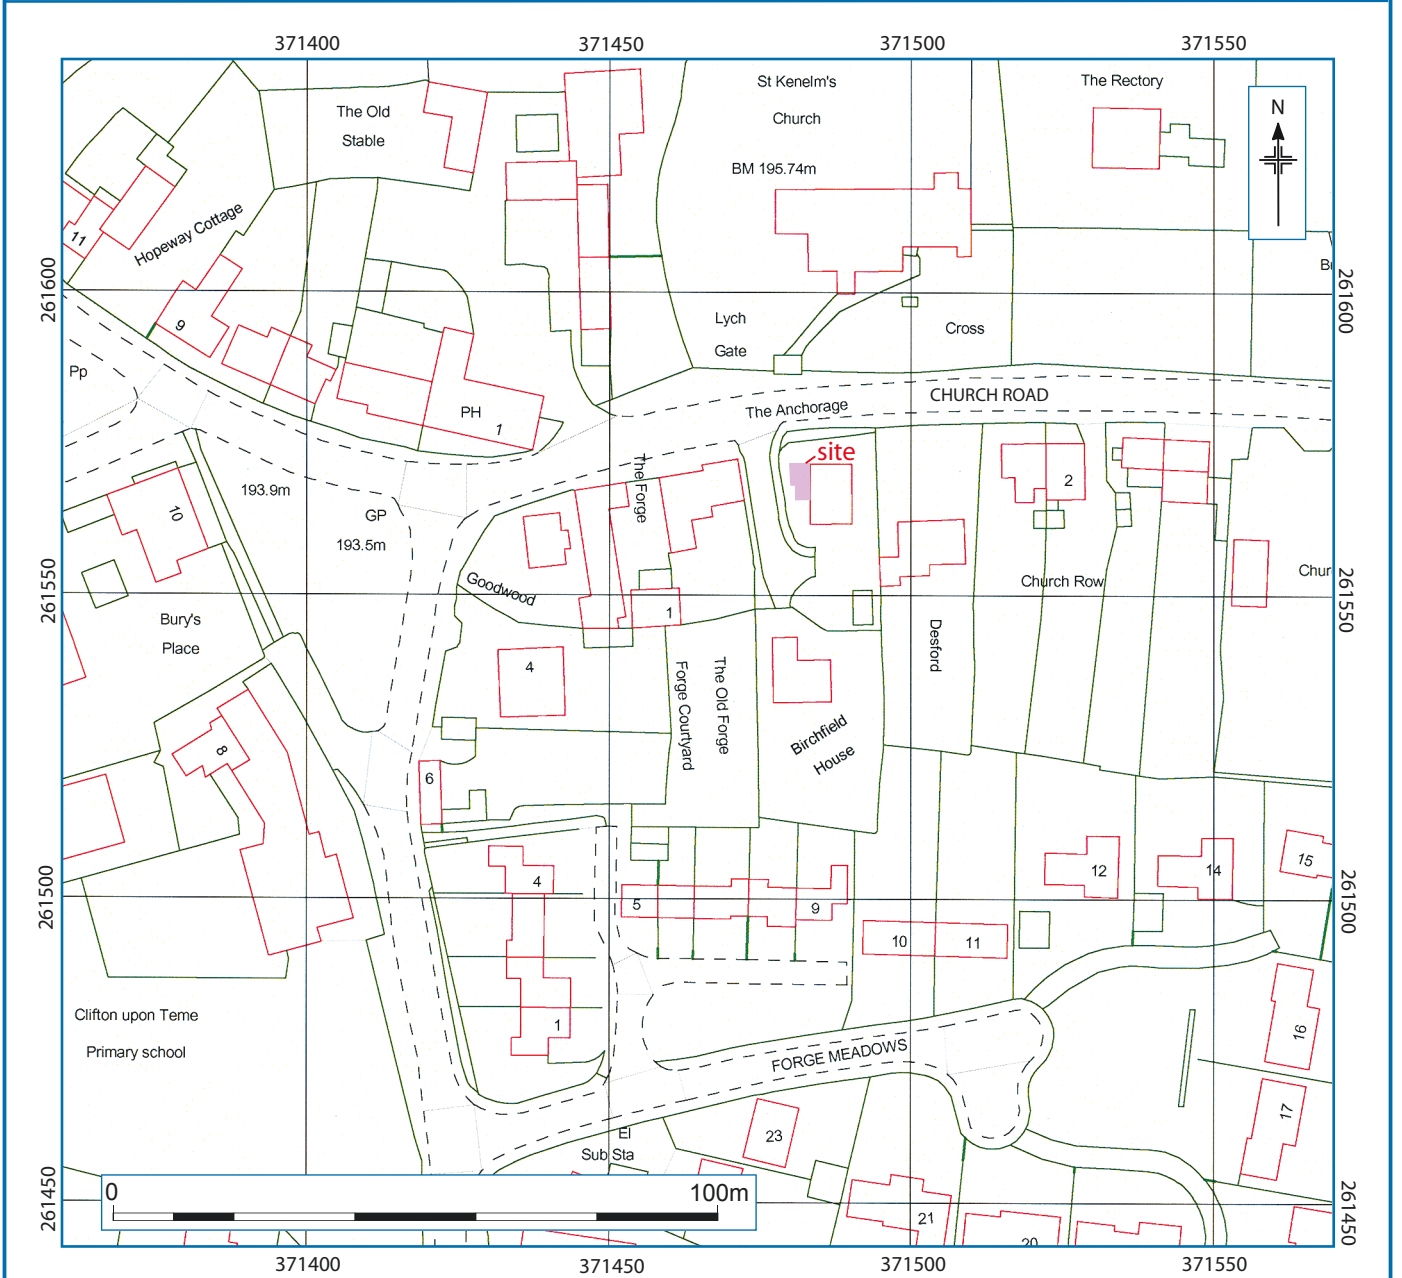 371400
371450
371500
371550
The Old
Stable
St Kenelm's
Church
BM 195.74m
The Rectory
N
11
Hopeway Cottage
261600
261600
9
Lych
Gate
Cross
Pp
PH
1
The Anchorage
CHURCH ROAD
site
The Forge
2
193.9m
10
GP
193.5m
261550
261550
Goodwood
1
Church Row
Chur
Bury's
Place
4
Forge Courtyard
The Old Forge
Desford
Birchfield
House
8
6
4
5
9
12
14
15
261500
261500
10
11
Clifton upon Teme
Primary school
1
16
FORGE MEADOWS
17
23
El
Sub Sta
261450
261450
0
100m
21
20
371400
371450
371500
371550